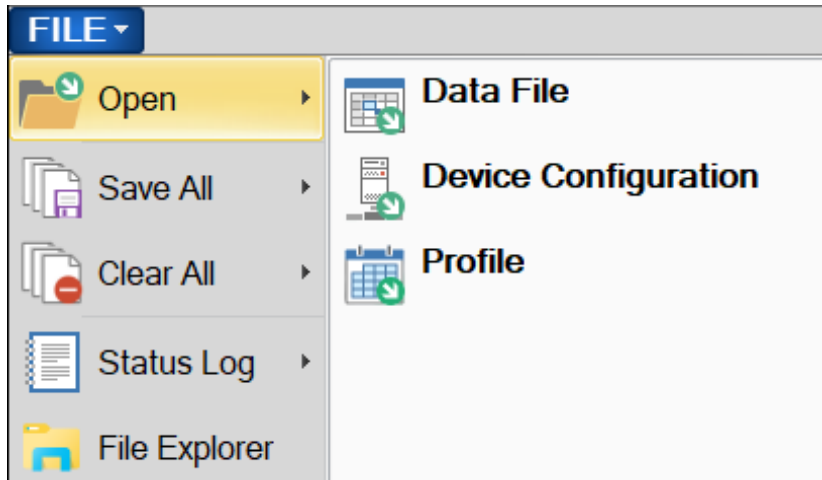 FILE
Open
Save All
Clear All
Status Log
File Explorer
Data File
Device Configuration
Profile